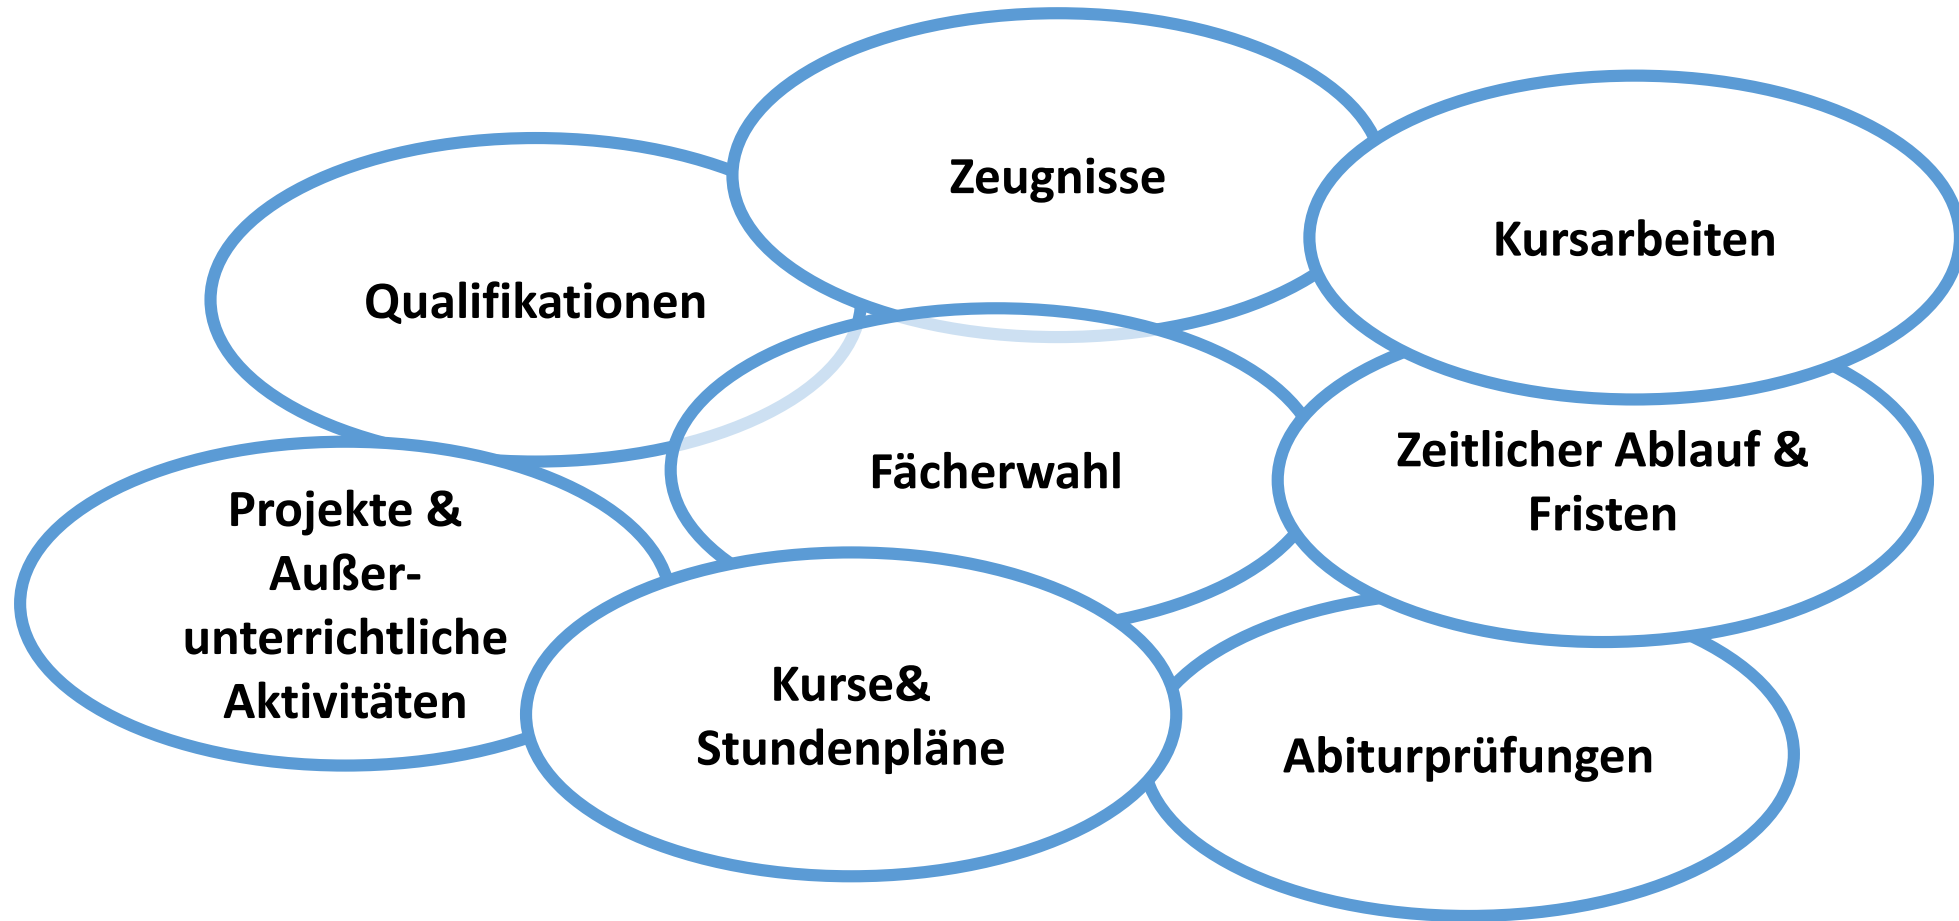 Zeugnisse
Kursarbeiten
Qualifikationen
Zeitlicher Ablauf &
Fristen
Fächerwahl
Projekte &
Außer-
unterrichtliche
Aktivitäten
Kurse&
Stundenpläne
Abiturprüfungen